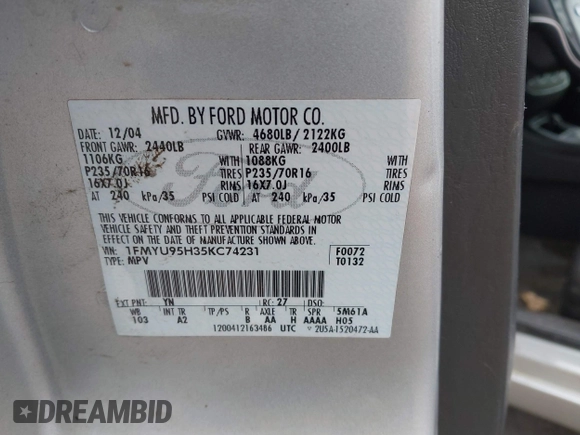 MFD. BY FORD MOTOR CO.
DATE: 12/04 GVWR: 4680LB/ 2122KG
FRONT GAWR: 2440LB REAR GAWR: 2400LB
1106KG WITH 1088KG WITH
P235/70R16 TIRES P235/70R16 TIRES
16X7.0J RIMS 16X7.0J RIMS
AT 240 kPa/35 PSI COLD AT 240 kPa/35 PSI COLD
THIS VEHICLE CONFORMS TO ALL APPLICABLE FEDERAL MOTOR
VEHICLE SAFETY AND THEFT PREVENTION STANDARDS IN
EFFECT ON THE DATE OF MANUFACTURE SHOWN ABOVE.
VIN: 1FMYU95H35KC74231 F0072
TYPE: MPV T0132
EXT PNT: YN RC: 27 DSO:
WB INT TR TP/PS R AXLE TR SPR 5M61A
103 A2 B AA H AAAA H05
1200412163486 UTC 2U5A-1520472-AA
Ford
DREAMBID